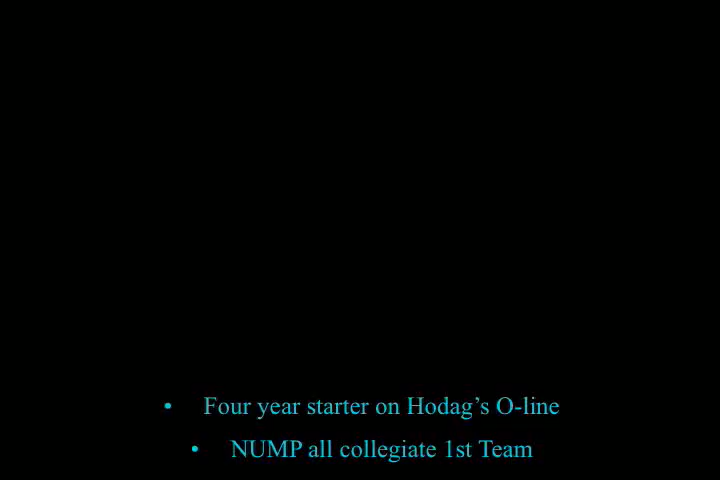 • Four year starter on Hodag’s O-line
• NUMP all collegiate 1st Team